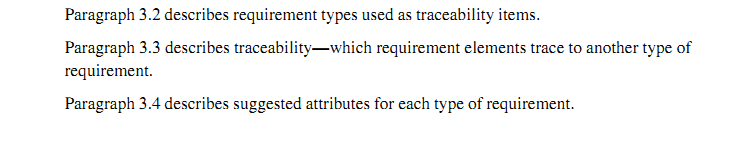 Paragraph 3.2 describes requirement types used as traceability items.
Paragraph 3.3 describes traceability—which requirement elements trace to another type of
requirement.
Paragraph 3.4 describes suggested attributes for each type of requirement.